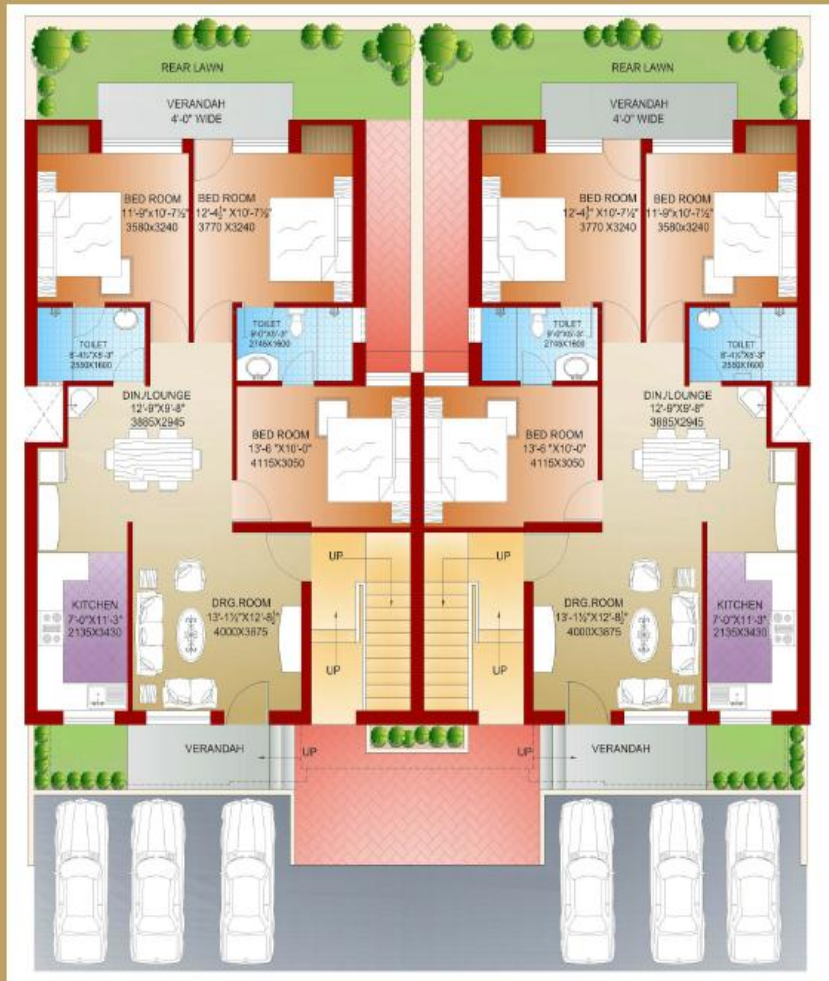 REAR LAWN
VERANDAH
4'-0" WIDE
BED ROOM
11'-9"x10'-7½"
3580x3240
BED ROOM
12'-4¾" X10'-7½"
3770 X3240
TOILET
8'-4½"X5'-3"
2550X1600
TOILET
9'-0"X5'-3"
2745X1600
DIN./LOUNGE
12'-9"X9'-8"
3885X2945
BED ROOM
13'-6 "X10'-0"
4115X3050
UP
UP
KITCHEN
7'-0"X11'-3"
2135X3430
DRG.ROOM
13'-1½"X12'-8½"
4000X3875
VERANDAH
UP
REAR LAWN
VERANDAH
4'-0" WIDE
BED ROOM
12'-4¾" X10'-7½"
3770 X3240
BED ROOM
11'-9"x10'-7½"
3580x3240
TOILET
9'-0"X5'-3"
2745X1600
TOILET
8'-4½"X5'-3"
2550X1600
DIN./LOUNGE
12'-9"X9'-8"
3885X2945
BED ROOM
13'-6 "X10'-0"
4115X3050
UP
UP
DRG.ROOM
13'-1½"X12'-8½"
4000X3875
KITCHEN
7'-0"X11'-3"
2135X3430
UP
VERANDAH